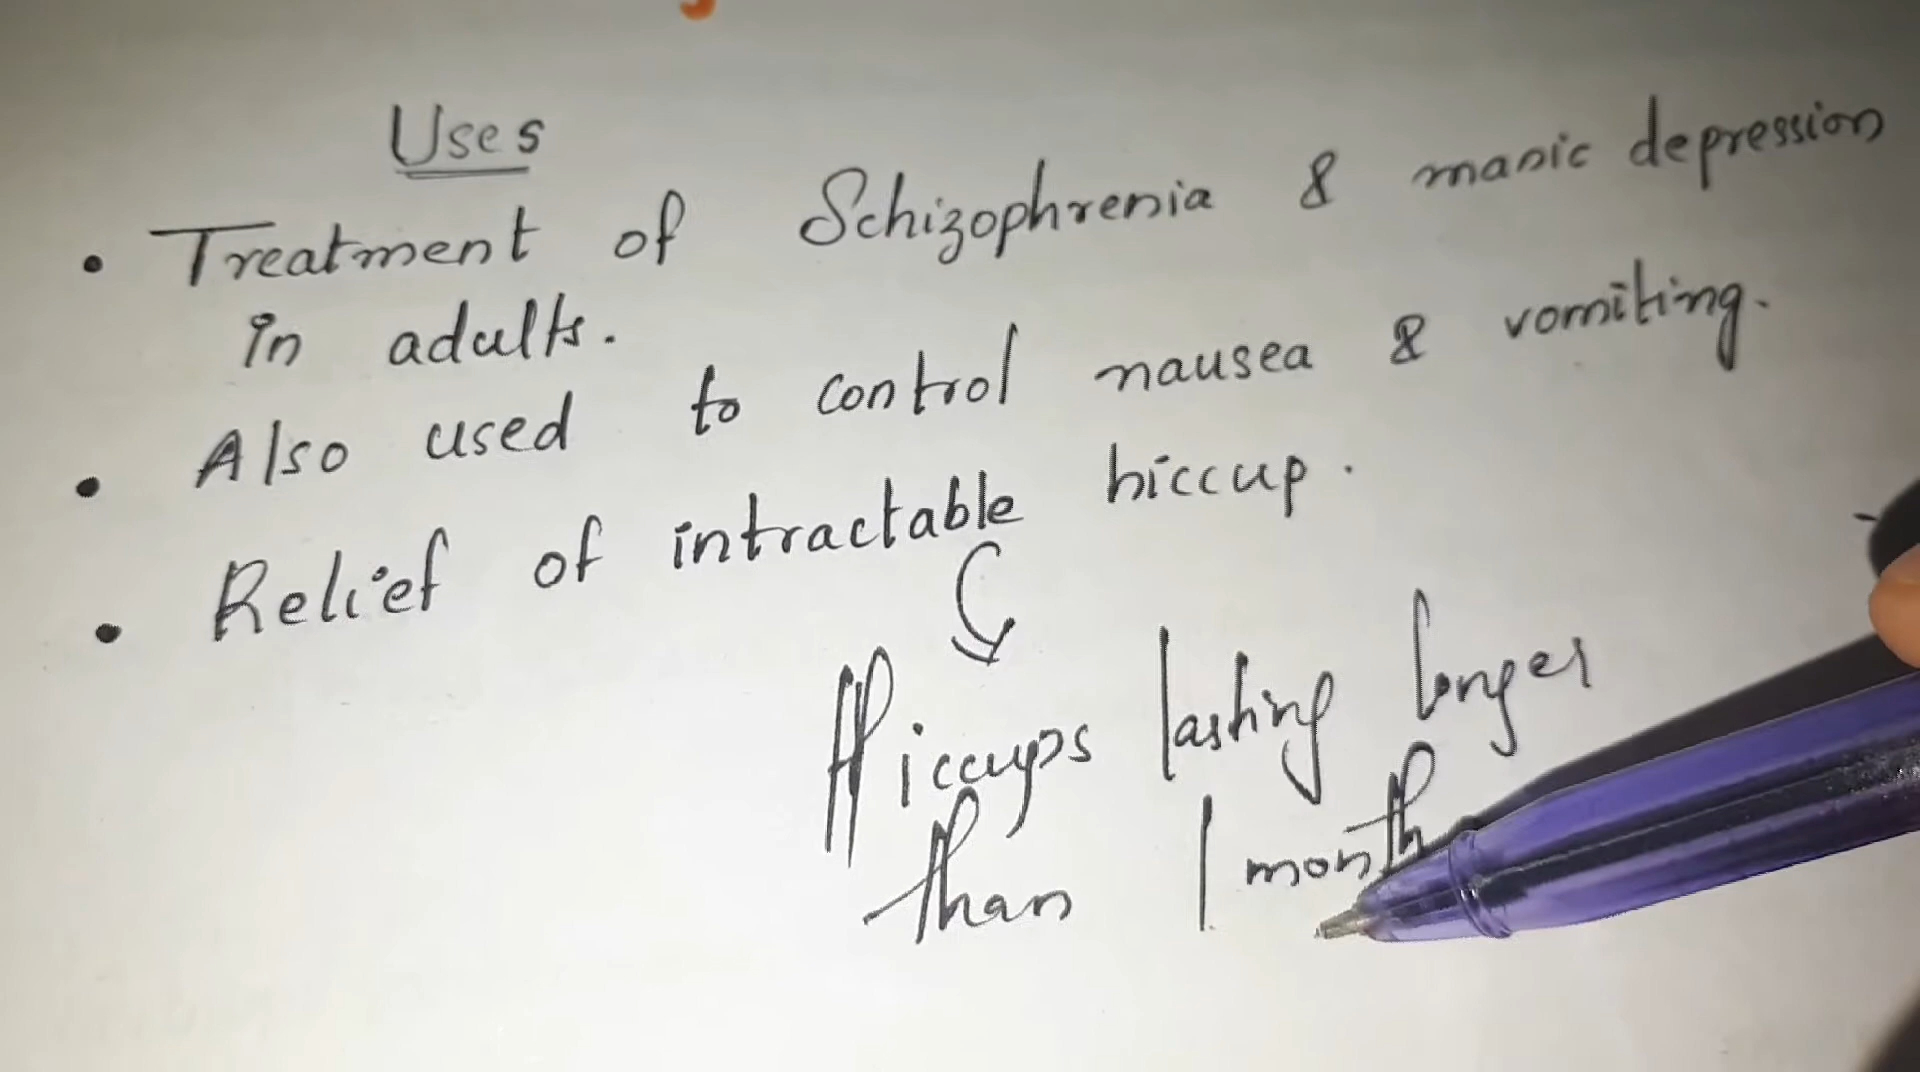 Uses
• Treatment of Schizophrenia & manic depression
in adults.
• Also used to control nausea & vomiting.
• Relief of intractable hiccup.
Hiccups lasting longer
than 1 month